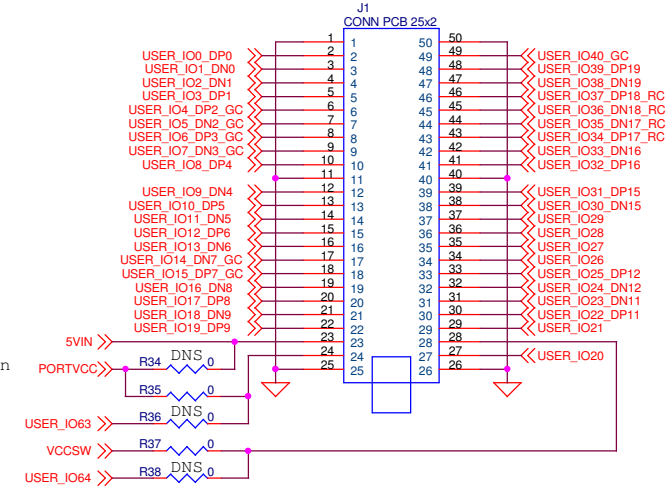 J1
CONN PCB 25x2
1 1 50 50
USER_IO0_DP0 2 2 49 49 USER_IO40_GC
USER_IO1_DN0 3 3 48 48 USER_IO39_DP19
USER_IO2_DN1 4 4 47 47 USER_IO38_DN19
USER_IO3_DP1 5 5 46 46 USER_IO37_DP18_RC
USER_IO4_DP2_GC 6 6 45 45 USER_IO36_DN18_RC
USER_IO5_DN2_GC 7 7 44 44 USER_IO35_DN17_RC
USER_IO6_DP3_GC 8 8 43 43 USER_IO34_DP17_RC
USER_IO7_DN3_GC 9 9 42 42 USER_IO33_DN16
USER_IO8_DP4 10 10 41 41 USER_IO32_DP16
11 11 40 40
USER_IO9_DN4 12 12 39 39 USER_IO31_DP15
USER_IO10_DP5 13 13 38 38 USER_IO30_DN15
USER_IO11_DN5 14 14 37 37 USER_IO29
USER_IO12_DP6 15 15 36 36 USER_IO28
USER_IO13_DN6 16 16 35 35 USER_IO27
USER_IO14_DN7_GC 17 17 34 34 USER_IO26
USER_IO15_DP7_GC 18 18 33 33 USER_IO25_DP12
USER_IO16_DN8 19 19 32 32 USER_IO24_DN12
USER_IO17_DP8 20 20 31 31 USER_IO23_DN11
USER_IO18_DN9 21 21 30 30 USER_IO22_DP11
USER_IO19_DP9 22 22 29 29 USER_IO21
5VIN 23 23 28 28
24 24 27 27 USER_IO20
n PORTVCC R34 DNS 0 25 25 26 26
R35 0
USER_IO63 R36 DNS 0
VCCSW R37 0
USER_IO64 R38 DNS 0